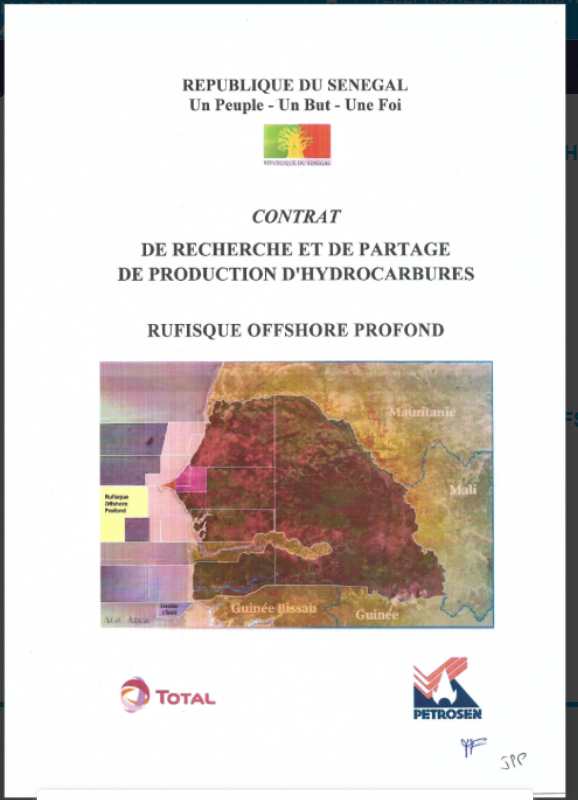 REPUBLIQUE DU SENEGAL
Un Peuple - Un But - Une Foi
REPUBLIQUE DU SENEGAL
CONTRAT
DE RECHERCHE ET DE PARTAGE
DE PRODUCTION D'HYDROCARBURES
RUFISQUE OFFSHORE PROFOND
Mauritanie
Mali
Rufisque
Offshore
Profond
Guinée Bissau
Guinée
TOTAL
PETROSEN
JPP